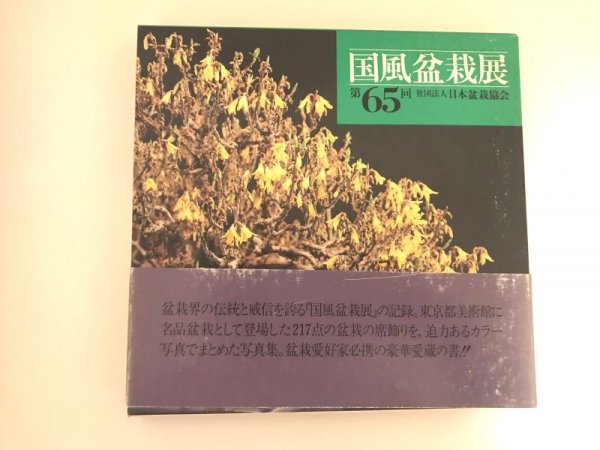 国風盆栽展
第65回 社団法人日本盆栽協会
盆栽界の伝統と威信を誇る『国風盆栽展』の記録。東京都美術館に
名品盆栽として登場した217点の盆栽の席飾りを、迫力あるカラー
写真でまとめた写真集。盆栽愛好家必携の豪華愛蔵の書!!